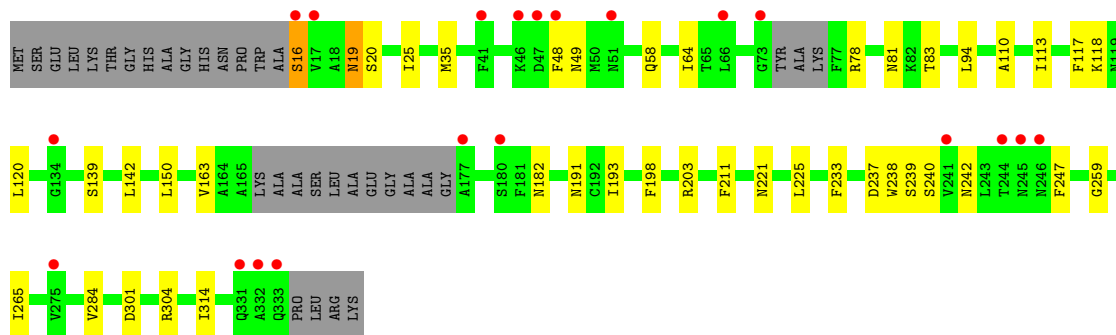 MET SER GLU LEU LYS THR GLY HIS ALA GLY HIS ASN PRO TRP ALA S16 V17 A18 N19 S20 I25 M35 F41 K46 D47 F48 N49 M50 N51 Q58 I64 T65 L66 G73 TYR ALA LYS F77 R78 N81 K82 T83 L94 A110 I113 F117 K118 N119
L120 G134 S139 L142 L150 V163 A164 A165 LYS ALA ALA SER LEU ALA GLU GLY ALA ALA GLY A177 S180 F181 N182 N191 C192 I193 F198 R203 F211 N221 L225 F233 D237 W238 S239 S240 V241 N242 L243 T244 N245 N246 F247 G259
I265 V275 V284 D301 R304 I314 Q331 A332 Q333 PRO LEU ARG LYS